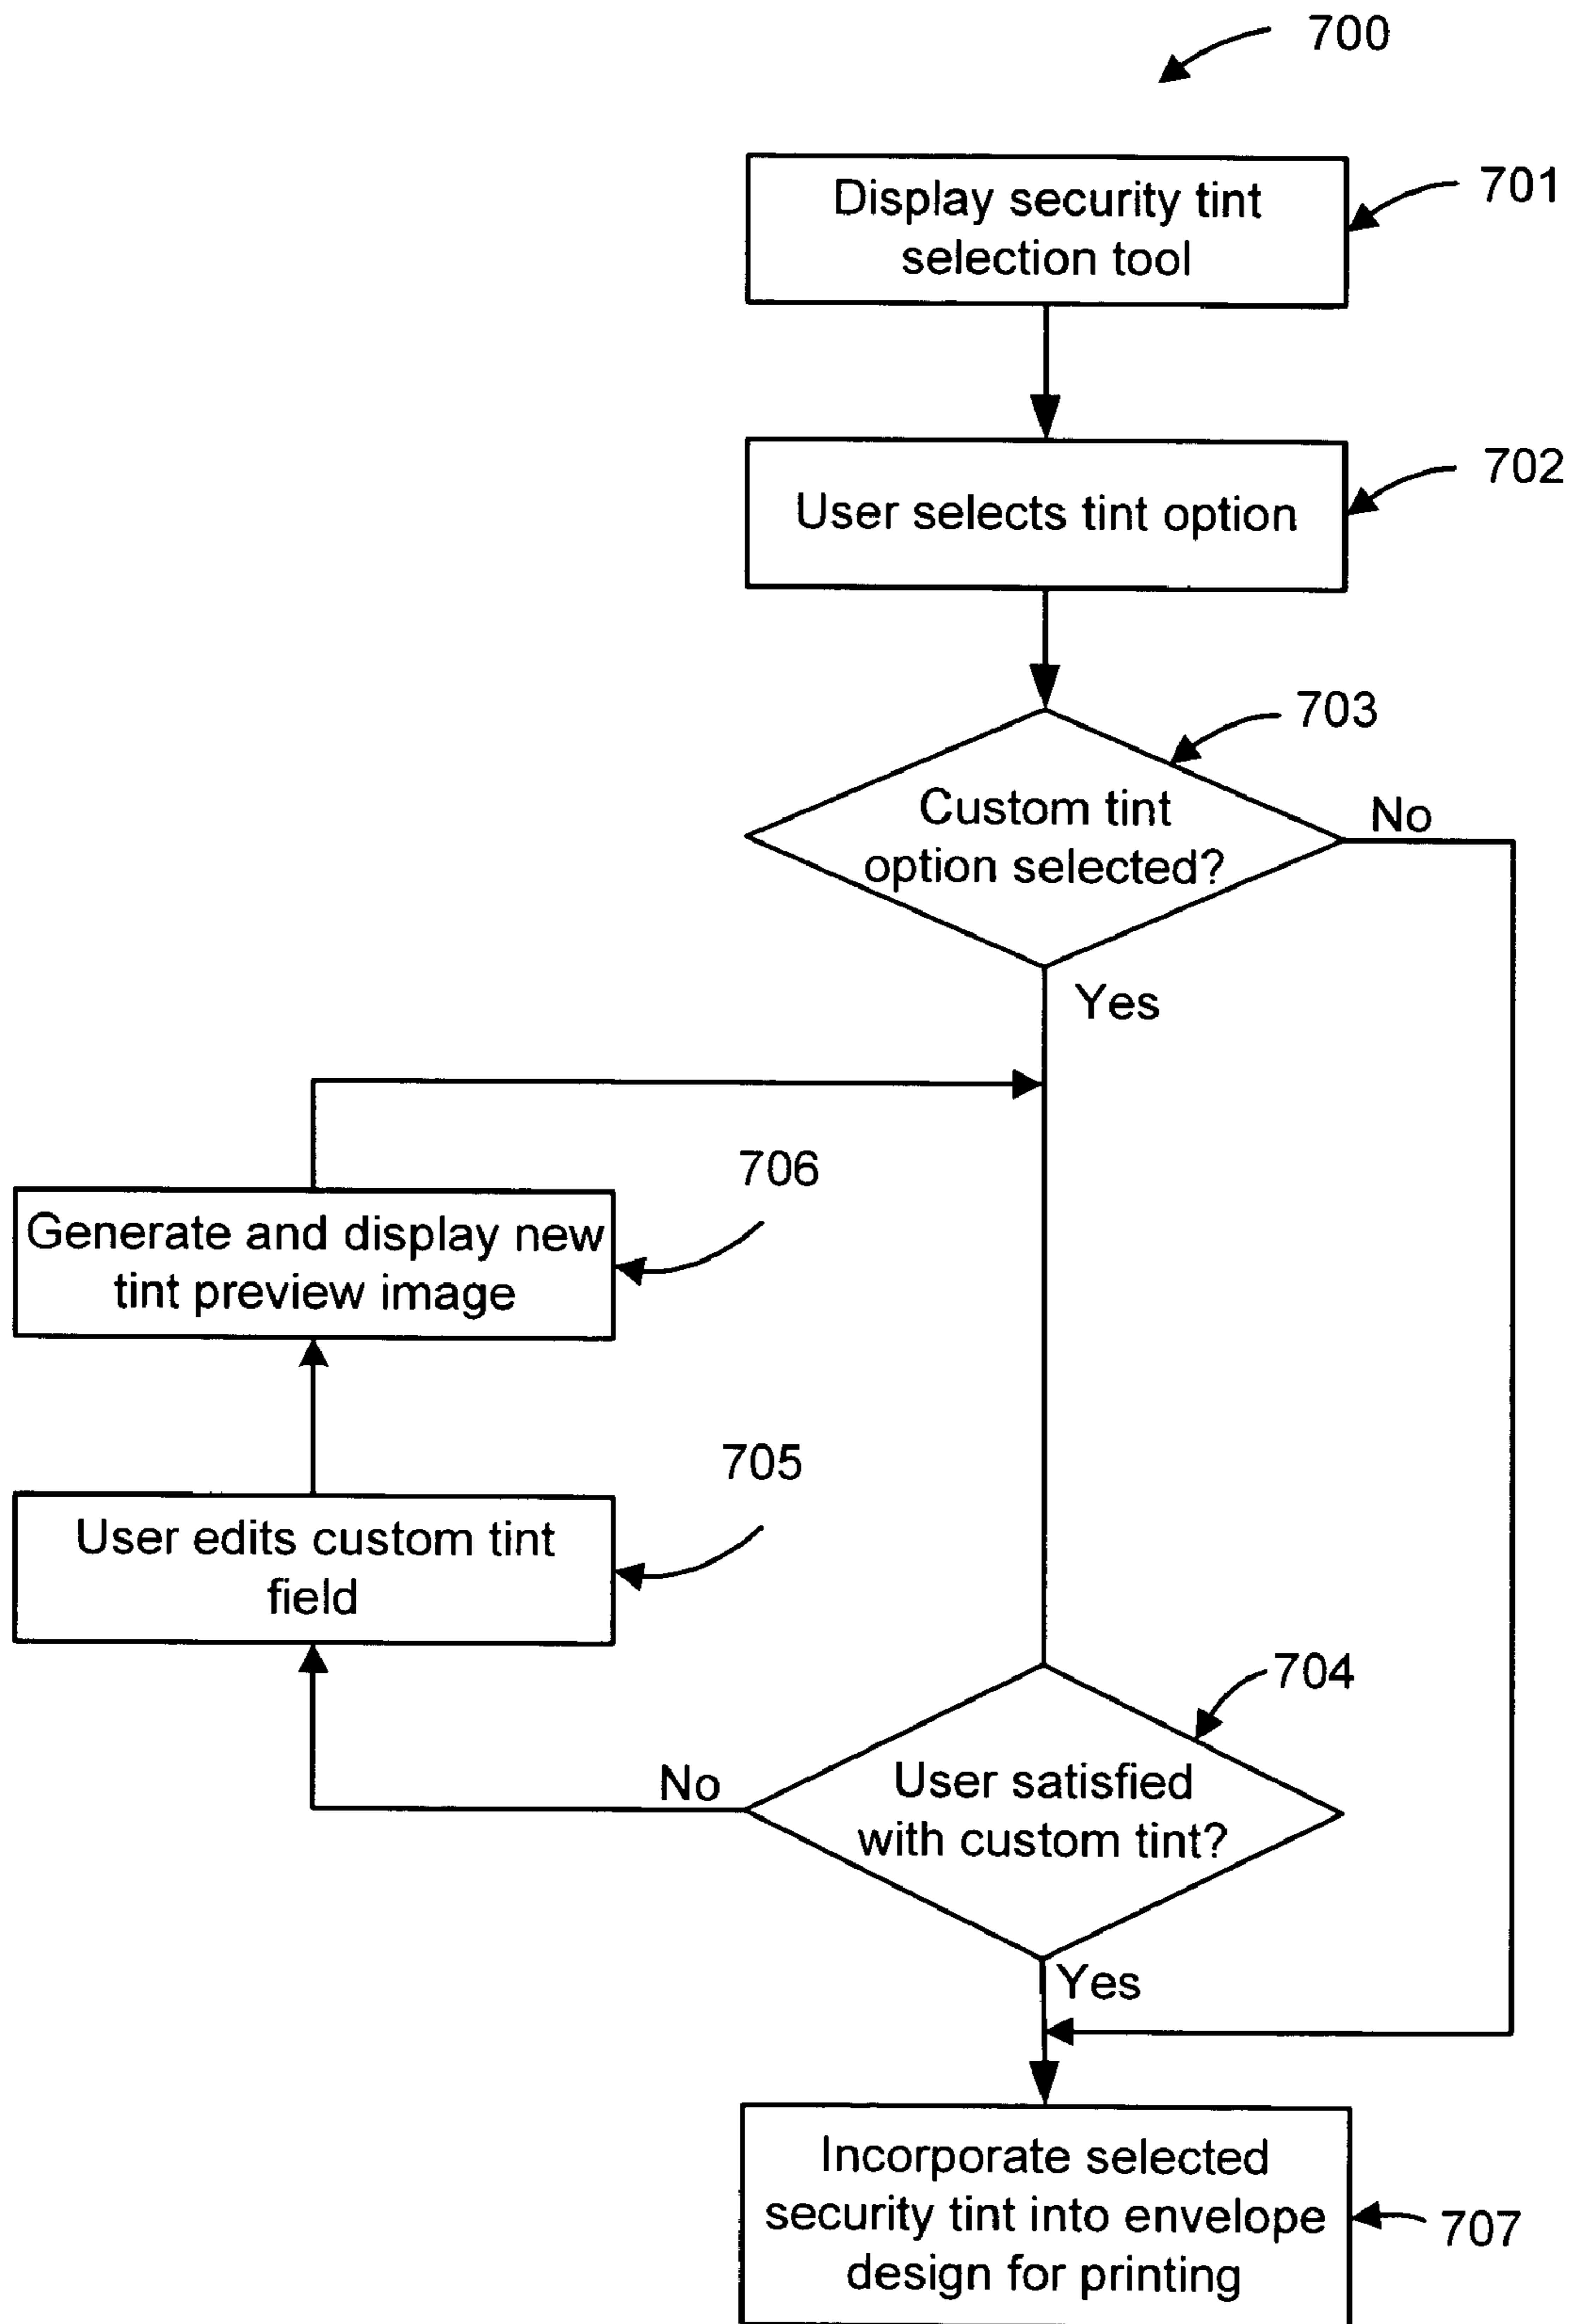 700
Display security tint
selection tool
701
User selects tint option
702
703
Custom tint
option selected?
No
Yes
706
Generate and display new
tint preview image
705
User edits custom tint
field
704
User satisfied
with custom tint?
No
Yes
Incorporate selected
security tint into envelope
design for printing
707